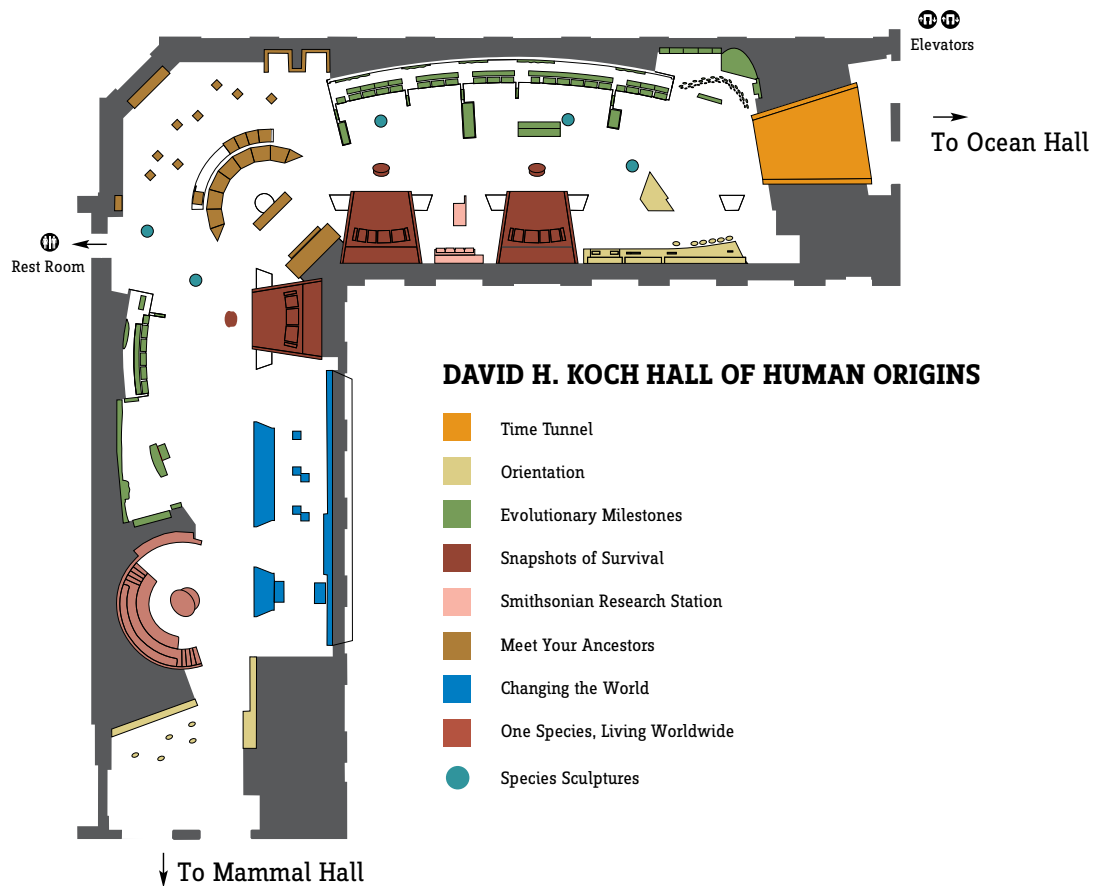 Elevators
To Ocean Hall
Rest Room
DAVID H. KOCH HALL OF HUMAN ORIGINS
Time Tunnel
Orientation
Evolutionary Milestones
Snapshots of Survival
Smithsonian Research Station
Meet Your Ancestors
Changing the World
One Species, Living Worldwide
Species Sculptures
To Mammal Hall